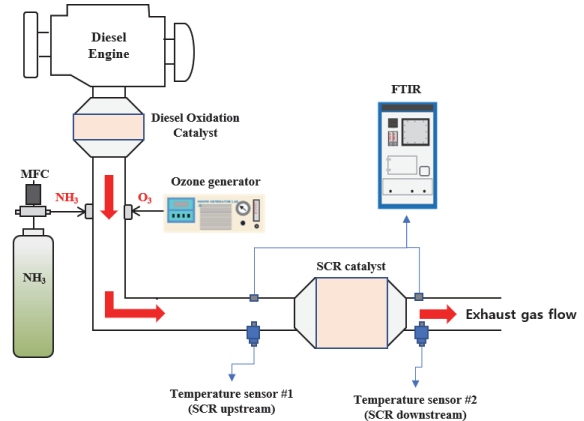 Diesel
Engine
Diesel Oxidation
Catalyst
FTIR
MFC
NH₃
O₃
Ozone generator
NH₃
SCR catalyst
Exhaust gas flow
Temperature sensor #1
(SCR upstream)
Temperature sensor #2
(SCR downstream)